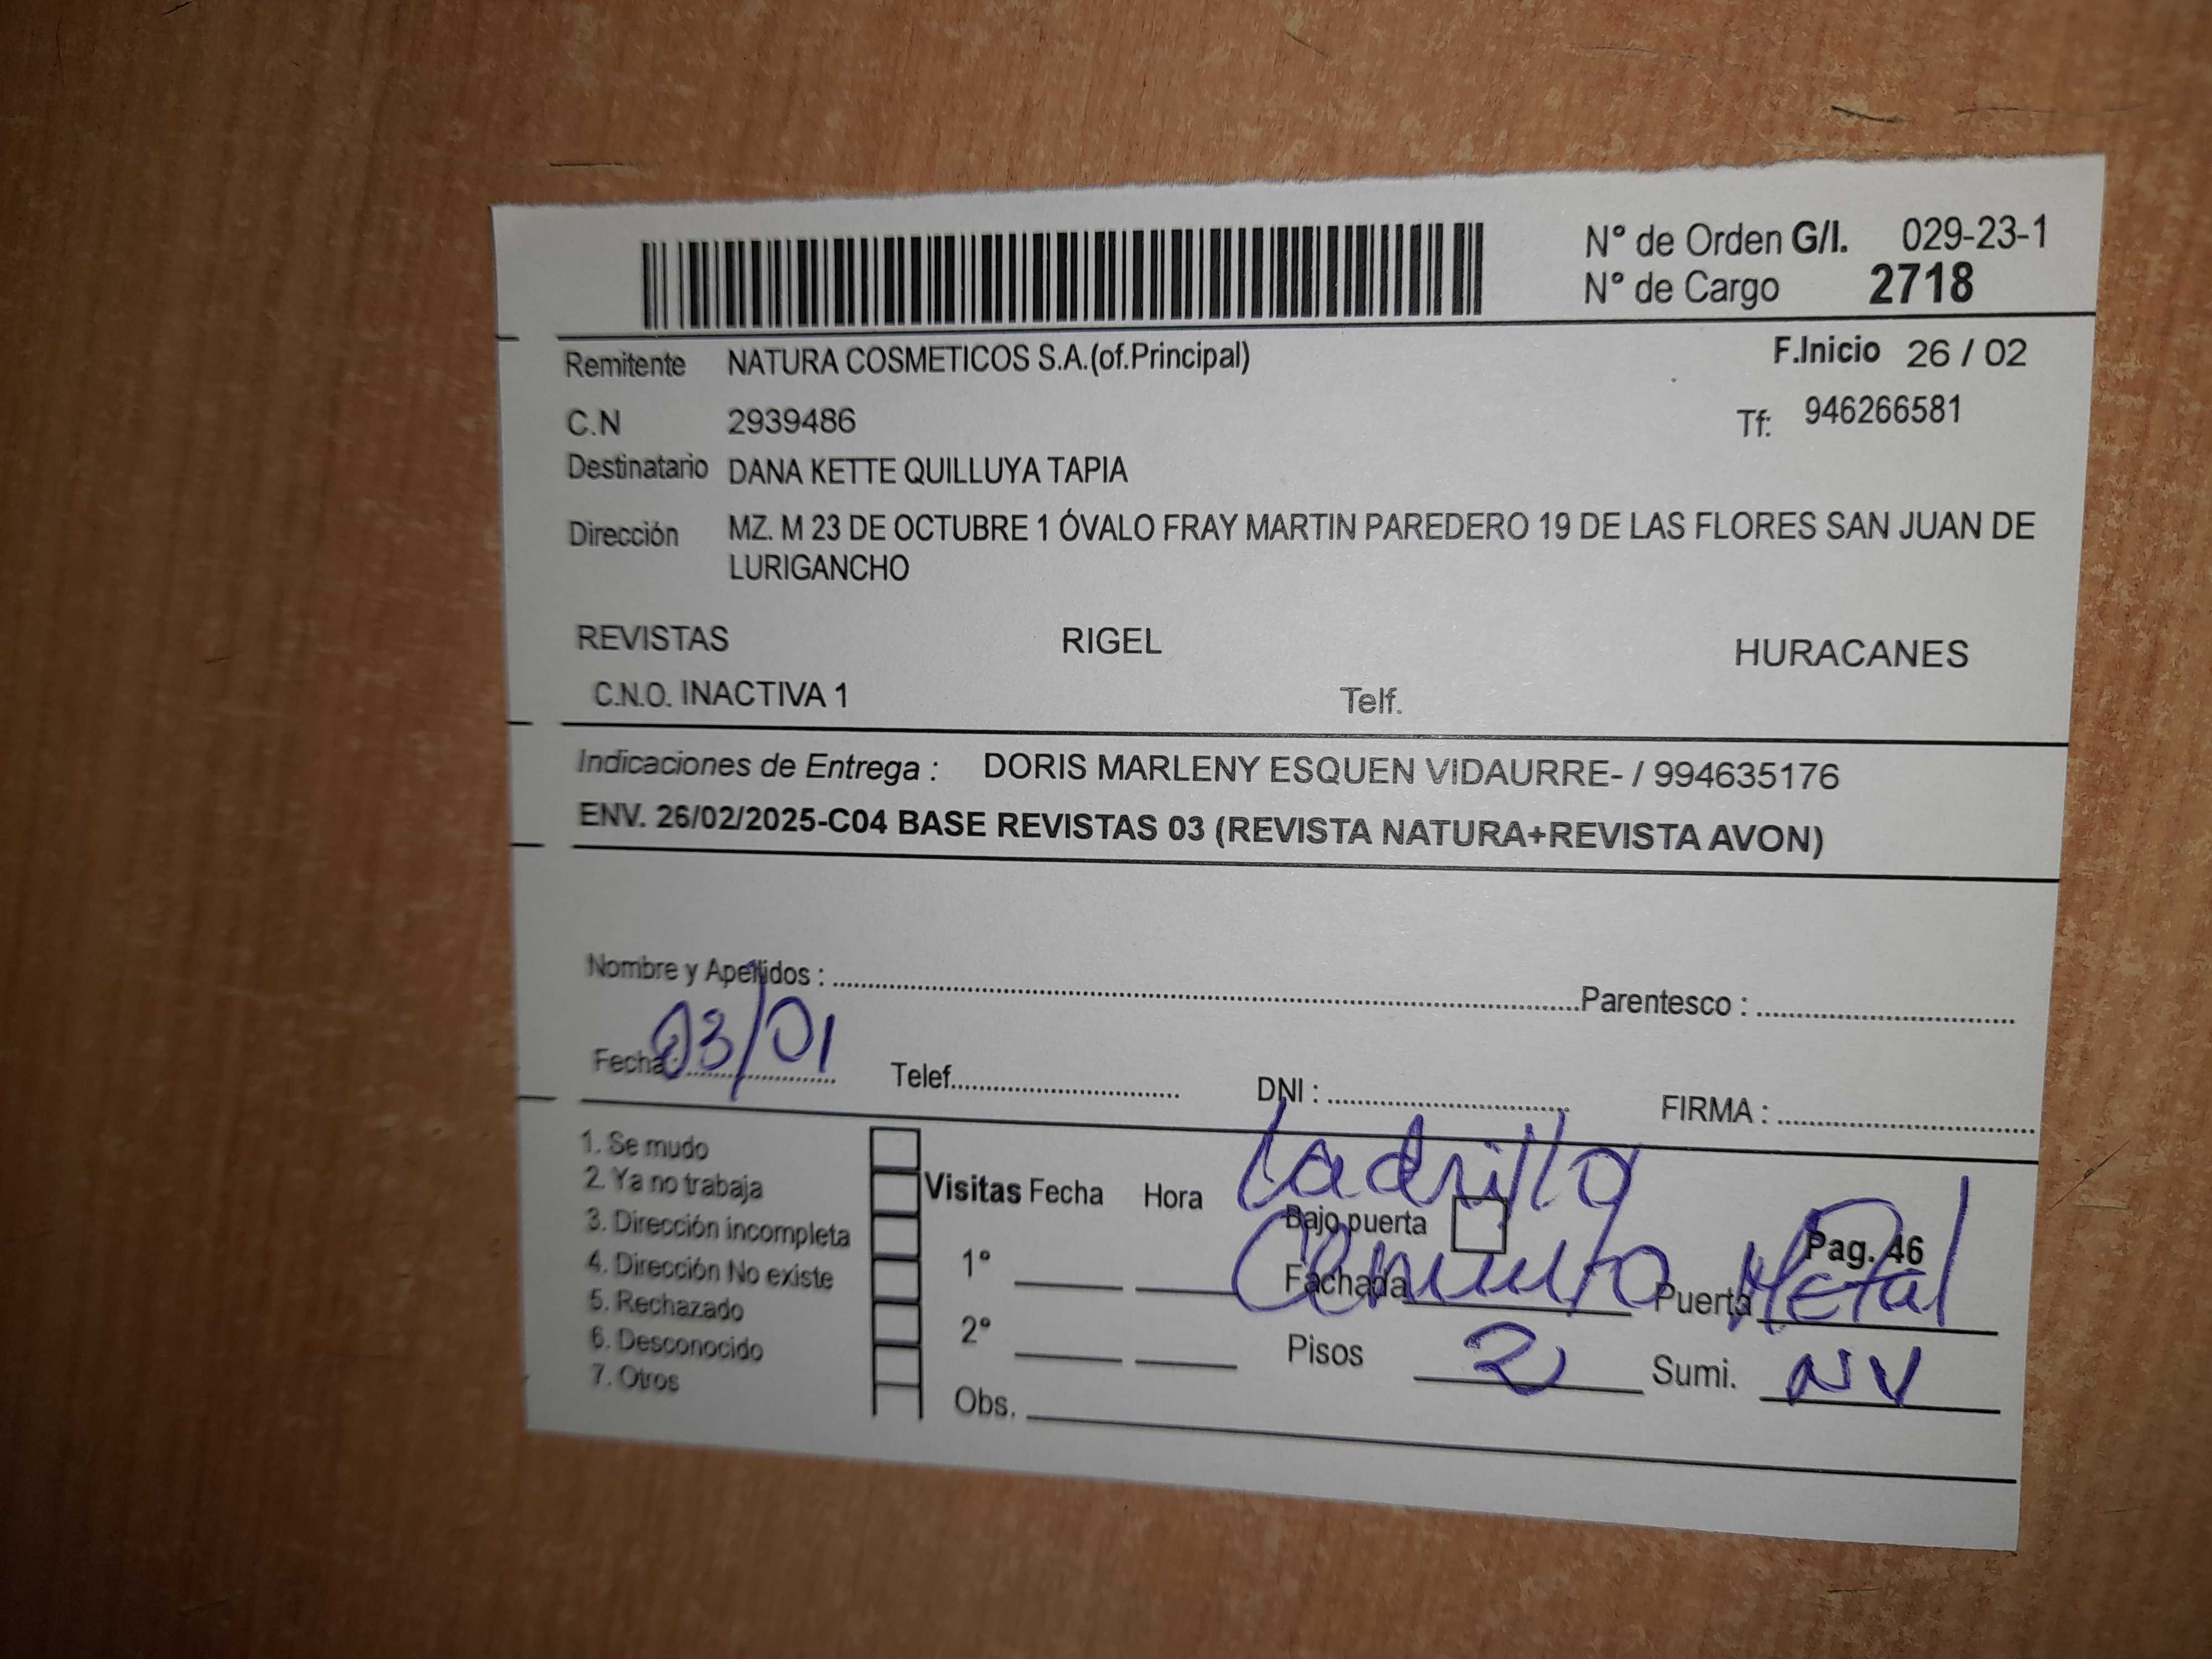 N° de Orden G/I. 029-23-1
N° de Cargo 2718
Remitente NATURA COSMETICOS S.A.(of.Principal) F.Inicio 26 / 02
C.N 2939486 Tf: 946266581
Destinatario DANA KETTE QUILLUYA TAPIA
Dirección MZ. M 23 DE OCTUBRE 1 ÓVALO FRAY MARTIN PAREDERO 19 DE LAS FLORES SAN JUAN DE
LURIGANCHO
REVISTAS RIGEL HURACANES
C.N.O. INACTIVA 1 Telf.
Indicaciones de Entrega : DORIS MARLENY ESQUEN VIDAURRE- / 994635176
ENV. 26/02/2025-C04 BASE REVISTAS 03 (REVISTA NATURA+REVISTA AVON)
Nombre y Apellidos : Parentesco :
Fecha: 03/01 Telef. DNI : FIRMA :
1. Se mudo
2. Ya no trabaja
3. Dirección incompleta
4. Dirección No existe
5. Rechazado
6. Desconocido
7. Otros
Visitas Fecha Hora
1°
2°
Obs.
Ladrillo
Bajo puerta Pag. 46
Fachada Cemento Puerta Metal
Pisos 2 Sumi. NV